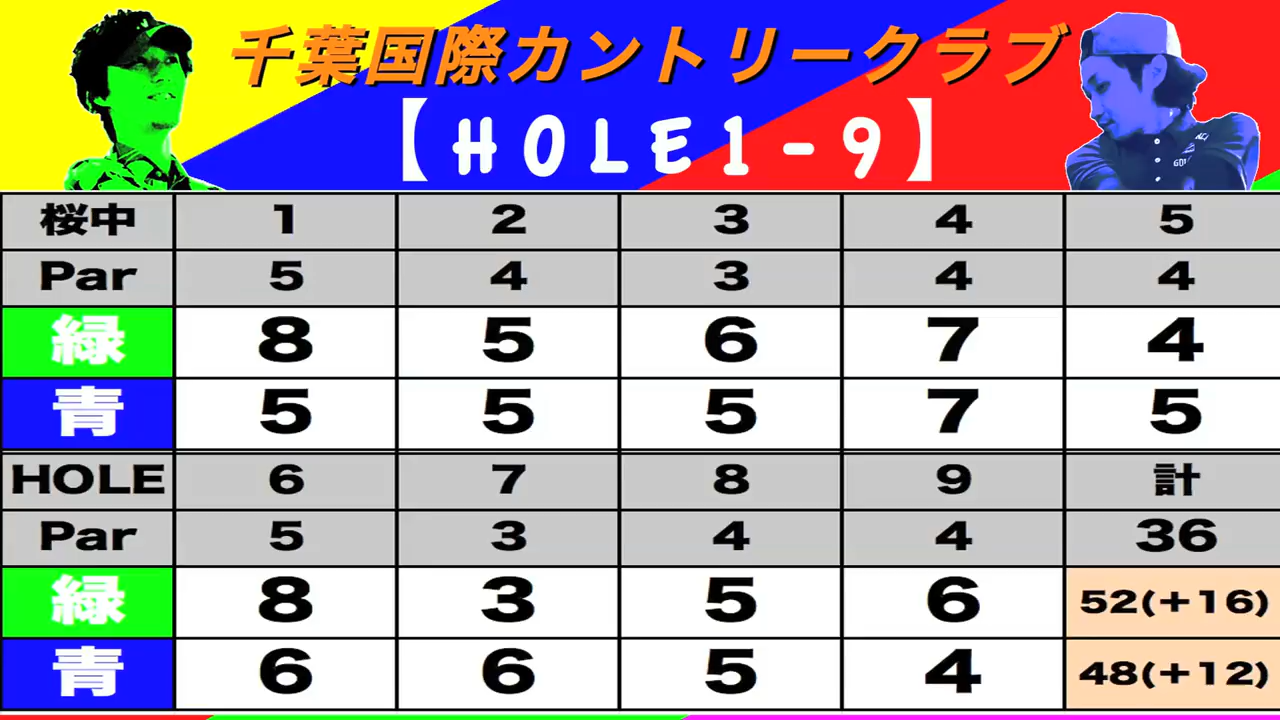 千葉国際カントリークラブ
【HOLE1-9】
桜中 1 2 3 4 5
Par 5 4 3 4 4
緑 8 5 6 7 4
青 5 5 5 7 5
HOLE 6 7 8 9 計
Par 5 3 4 4 36
緑 8 3 5 6 52(+16)
青 6 6 5 4 48(+12)